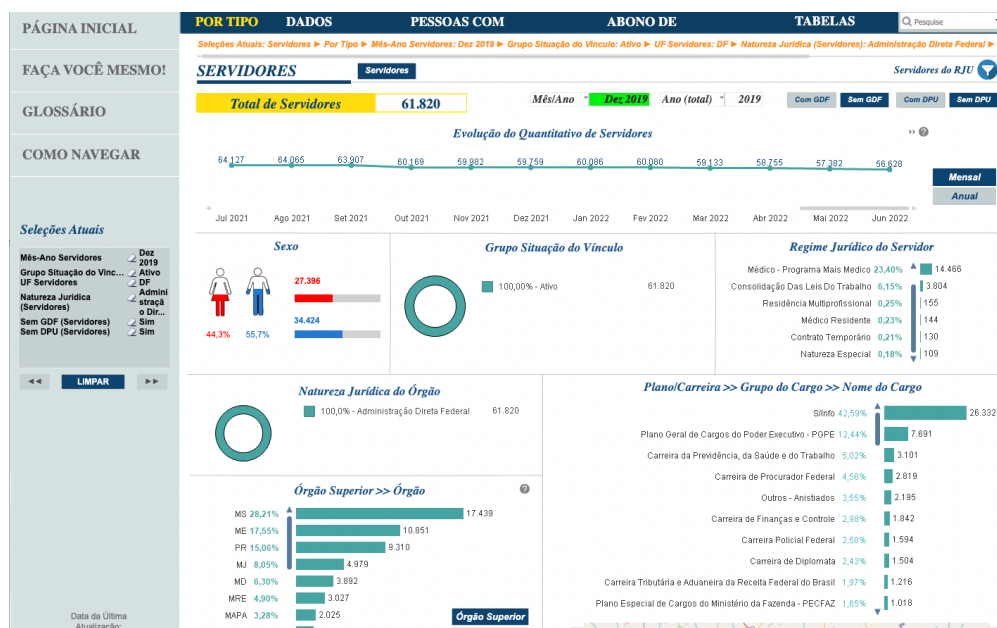 PÁGINA INICIAL
FAÇA VOCÊ MESMO!
GLOSSÁRIO
COMO NAVEGAR
Seleções Atuais
Mês-Ano Servidores Dez 2019
Grupo Situação do Vinc... Ativo
UF Servidores DF
Natureza Juridica (Servidores) Administração Dir...
Sem GDF (Servidores) Sim
Sem DPU (Servidores) Sim
◄◄ LIMPAR ►►
Data da Última
Atualização:
POR TIPO DADOS PESSOAS COM ABONO DE TABELAS Pesquise
Seleções Atuais: Servidores ► Por Tipo ► Mês-Ano Servidores: Dez 2019 ► Grupo Situação do Vinculo: Ativo ► UF Servidores: DF ► Natureza Juridica (Servidores): Administração Direta Federal ►
SERVIDORES Servidores Servidores do RJU
Total de Servidores 61.820 Mês/Ano Dez 2019 Ano (total) 2019 Com GDF Sem GDF Com DPU Sem DPU
Evolução do Quantitativo de Servidores ›› ?
64.127 64.065 63.907 60.169 59.982 59.759 60.086 60.080 59.133 58.755 57.382 56.628
Mensal
Anual
Jul 2021 Ago 2021 Set 2021 Out 2021 Nov 2021 Dez 2021 Jan 2022 Fev 2022 Mar 2022 Abr 2022 Mai 2022 Jun 2022
Sexo
27.396
34.424
44,3% 55,7%
Grupo Situação do Vínculo
100,00% - Ativo 61.820
Regime Jurídico do Servidor
Médico - Programa Mais Medico 23,40% 14.466
Consolidação Das Leis Do Trabalho 6,15% 3.804
Residência Multiprofissional 0,25% 155
Médico Residente 0,23% 144
Contrato Temporário 0,21% 130
Natureza Especial 0,18% 109
Natureza Jurídica do Órgão
100,0% - Administração Direta Federal 61.820
Órgão Superior >> Órgão ?
MS 28,21% 17.439
ME 17,55% 10.851
PR 15,06% 9.310
MJ 8,05% 4.979
MD 6,30% 3.892
MRE 4,90% 3.027
MAPA 3,28% 2.025
Órgão Superior
Plano/Carreira >> Grupo do Cargo >> Nome do Cargo
S/Info 42,59% 26.332
Plano Geral de Cargos do Poder Executivo - PGPE 12,44% 7.691
Carreira da Previdência, da Saúde e do Trabalho 5,02% 3.101
Carreira de Procurador Federal 4,56% 2.819
Outros - Anistiados 3,55% 2.195
Carreira de Finanças e Controle 2,98% 1.842
Carreira Policial Federal 2,58% 1.594
Carreira de Diplomata 2,43% 1.504
Carreira Tributária e Aduaneira da Receita Federal do Brasil 1,97% 1.216
Plano Especial de Cargos do Ministério da Fazenda - PECFAZ 1,65% 1.018